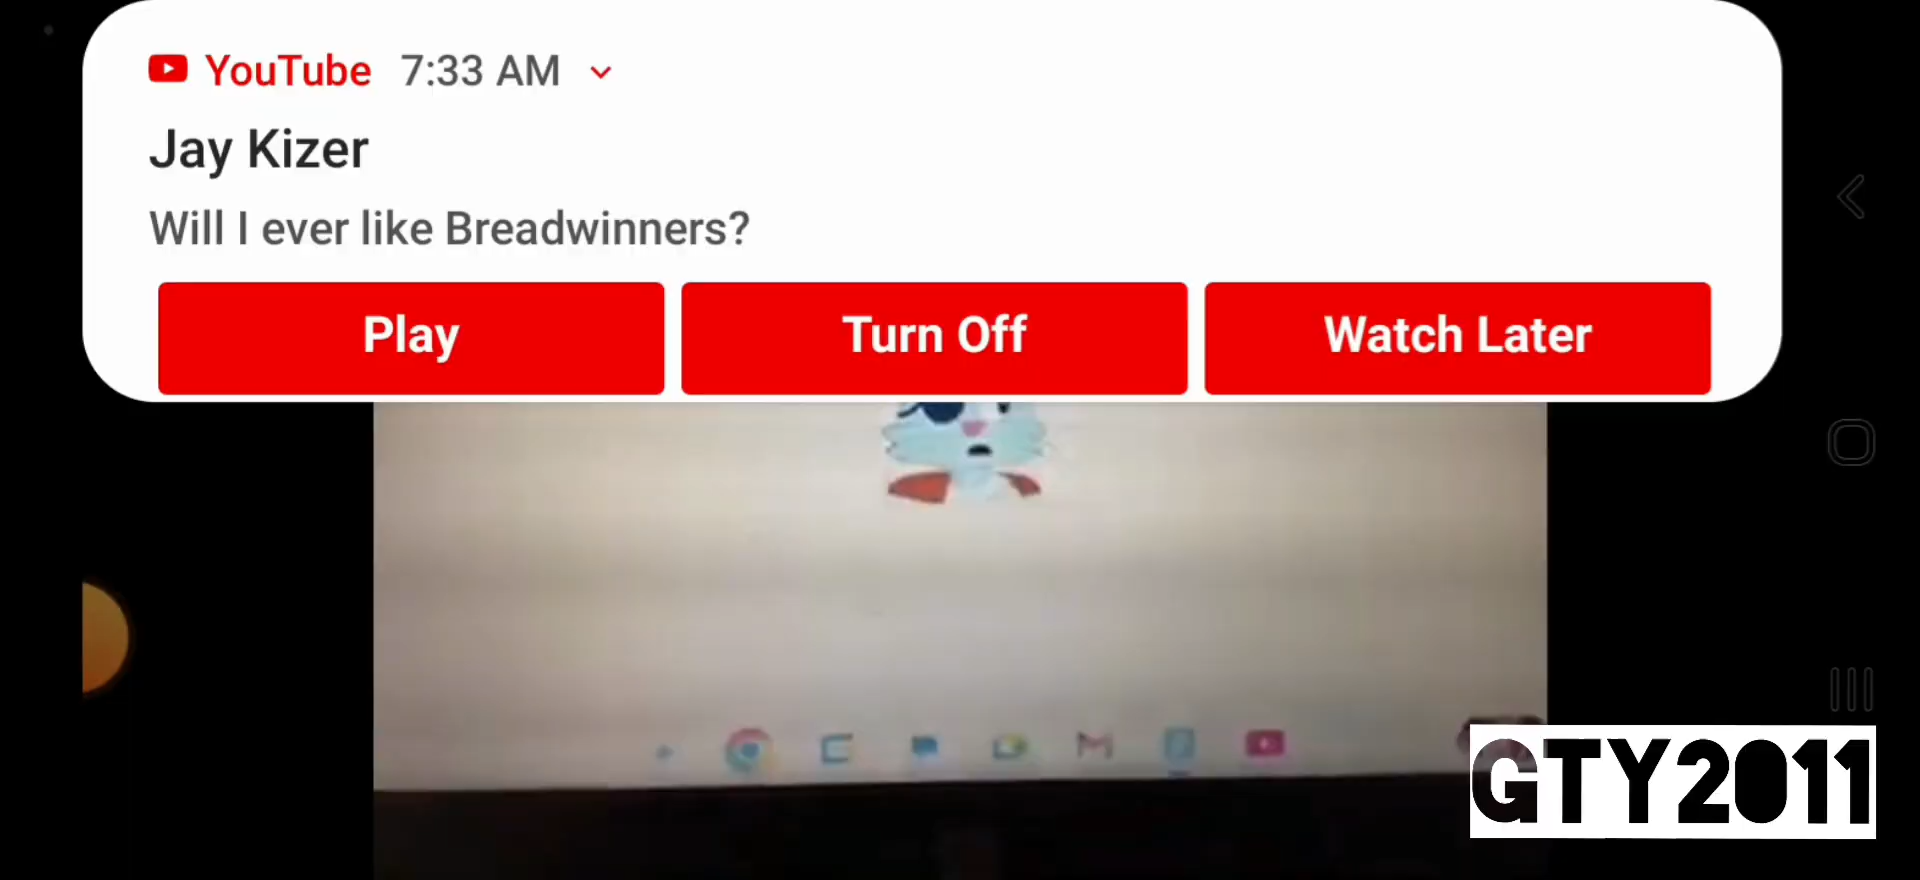 YouTube 7:33 AM
Jay Kizer
Will I ever like Breadwinners?
Play Turn Off Watch Later
GTY2011